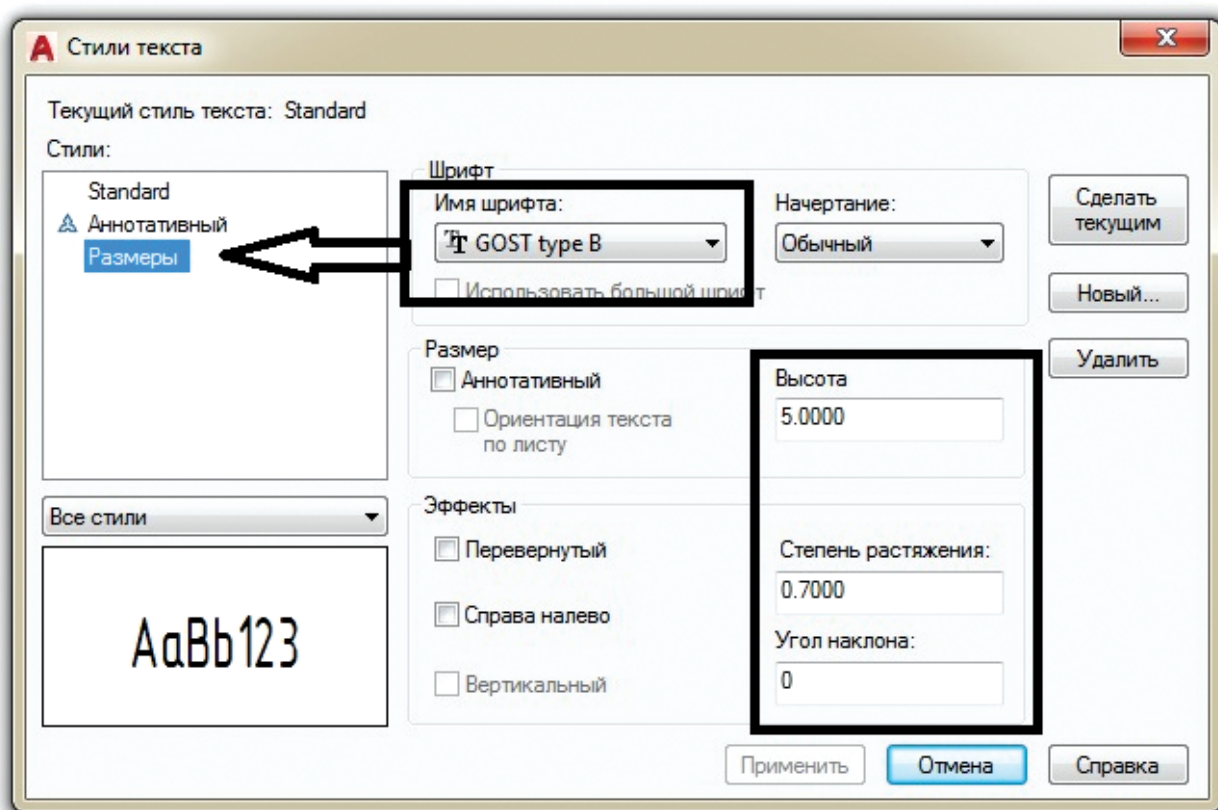 Стили текста
Текущий стиль текста: Standard
Стили:
Standard
Аннотативный
Размеры
Все стили
AaBb123
Шрифт
Имя шрифта:
GOST type B
Использовать большой шрифт
Начертание:
Обычный
Размер
Аннотативный
Ориентация текста
по листу
Высота
5.0000
Эффекты
Перевернутый
Справа налево
Вертикальный
Степень растяжения:
0.7000
Угол наклона:
0
Сделать
текущим
Новый...
Удалить
Применить
Отмена
Справка